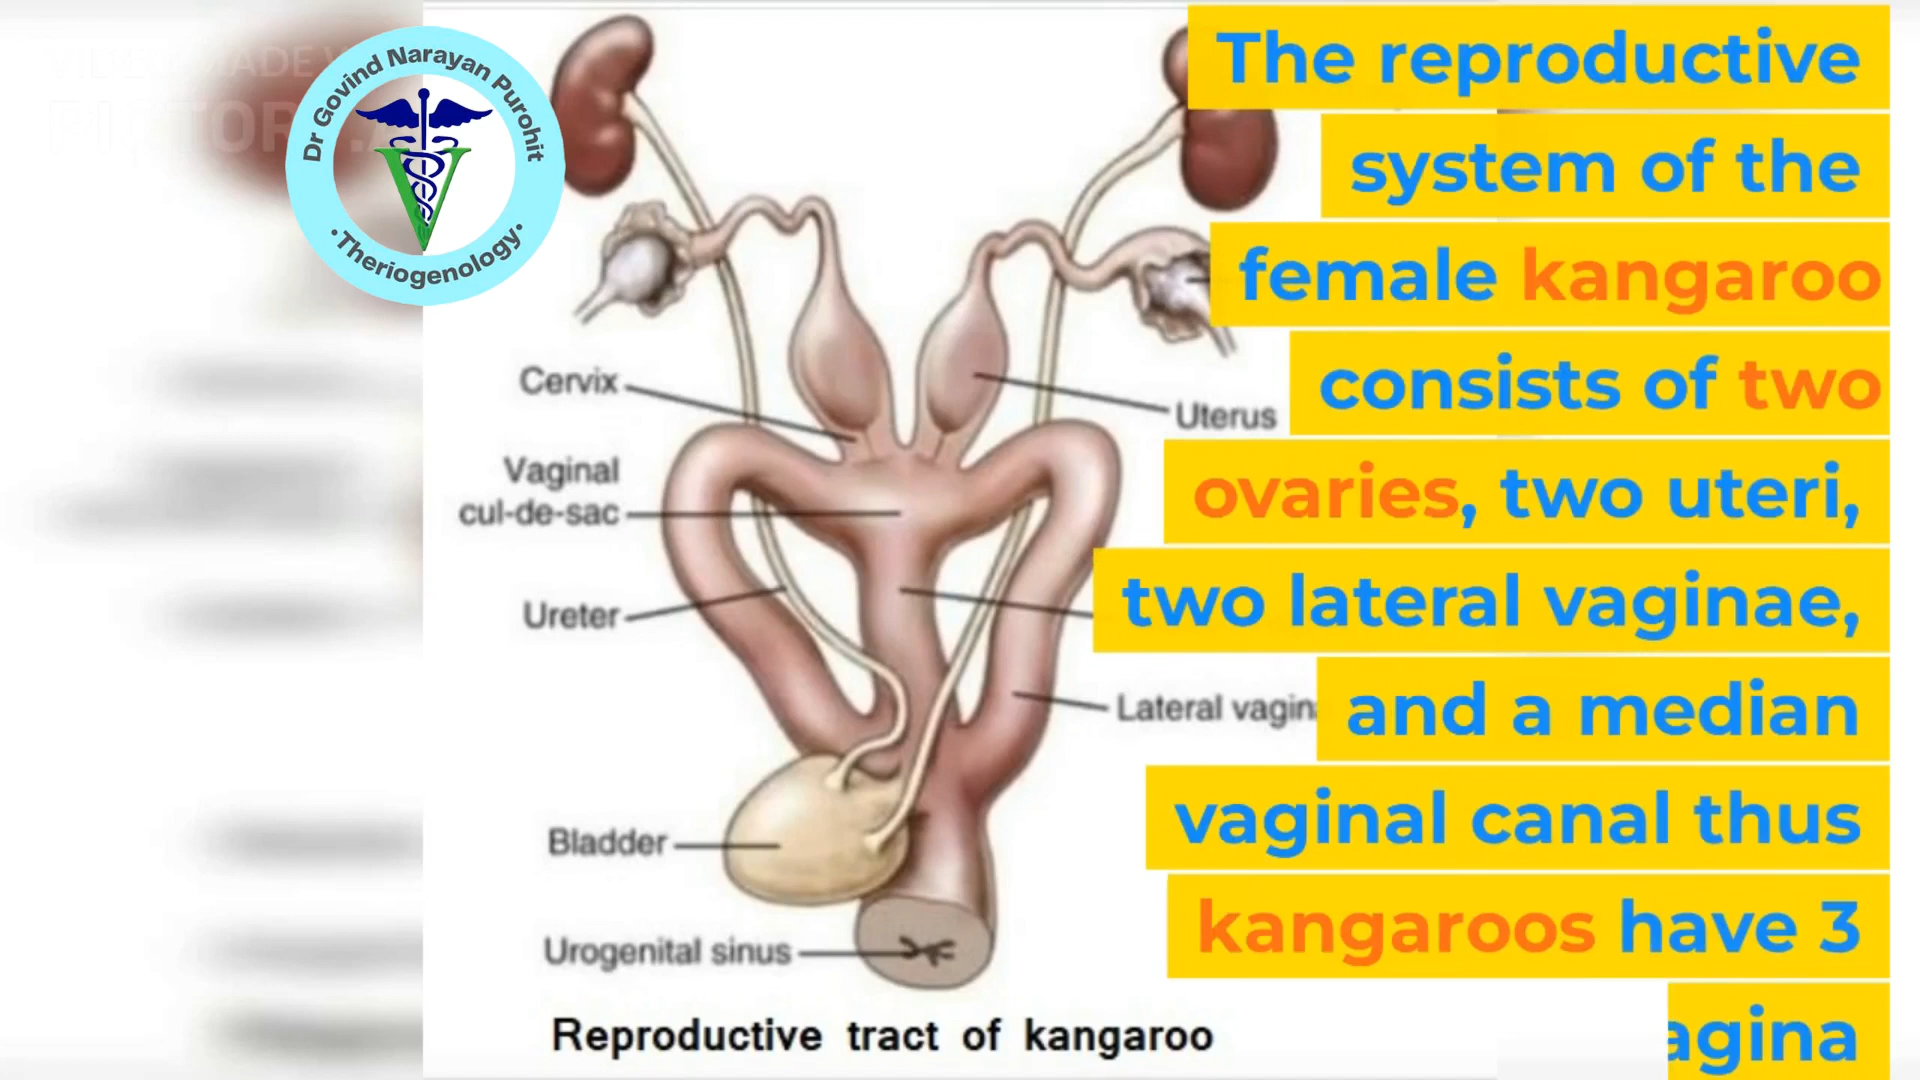 Dr Govind Narayan Purohit
·Theriogenology·
The reproductive
system of the
female kangaroo
consists of two
ovaries, two uteri,
two lateral vaginae,
and a median
vaginal canal thus
kangaroos have 3
agina
Cervix
Uterus
Vaginal
cul-de-sac
Ureter
Lateral vagin
Bladder
Urogenital sinus
Reproductive tract of kangaroo